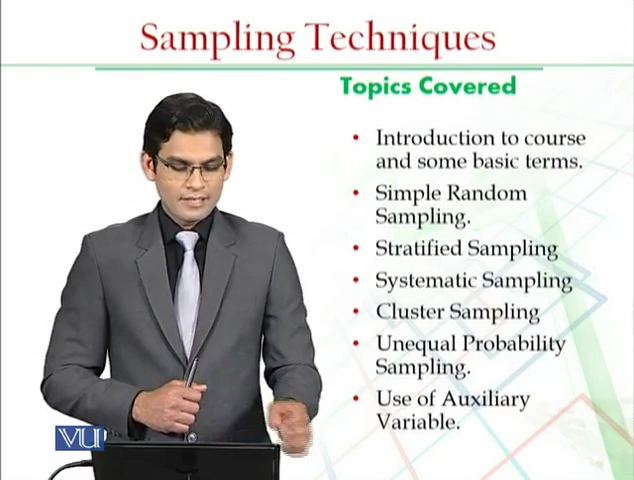 Sampling Techniques
Topics Covered
• Introduction to course
and some basic terms.
• Simple Random
Sampling.
• Stratified Sampling
• Systematic Sampling
• Cluster Sampling
• Unequal Probability
Sampling.
• Use of Auxiliary
Variable.
VU